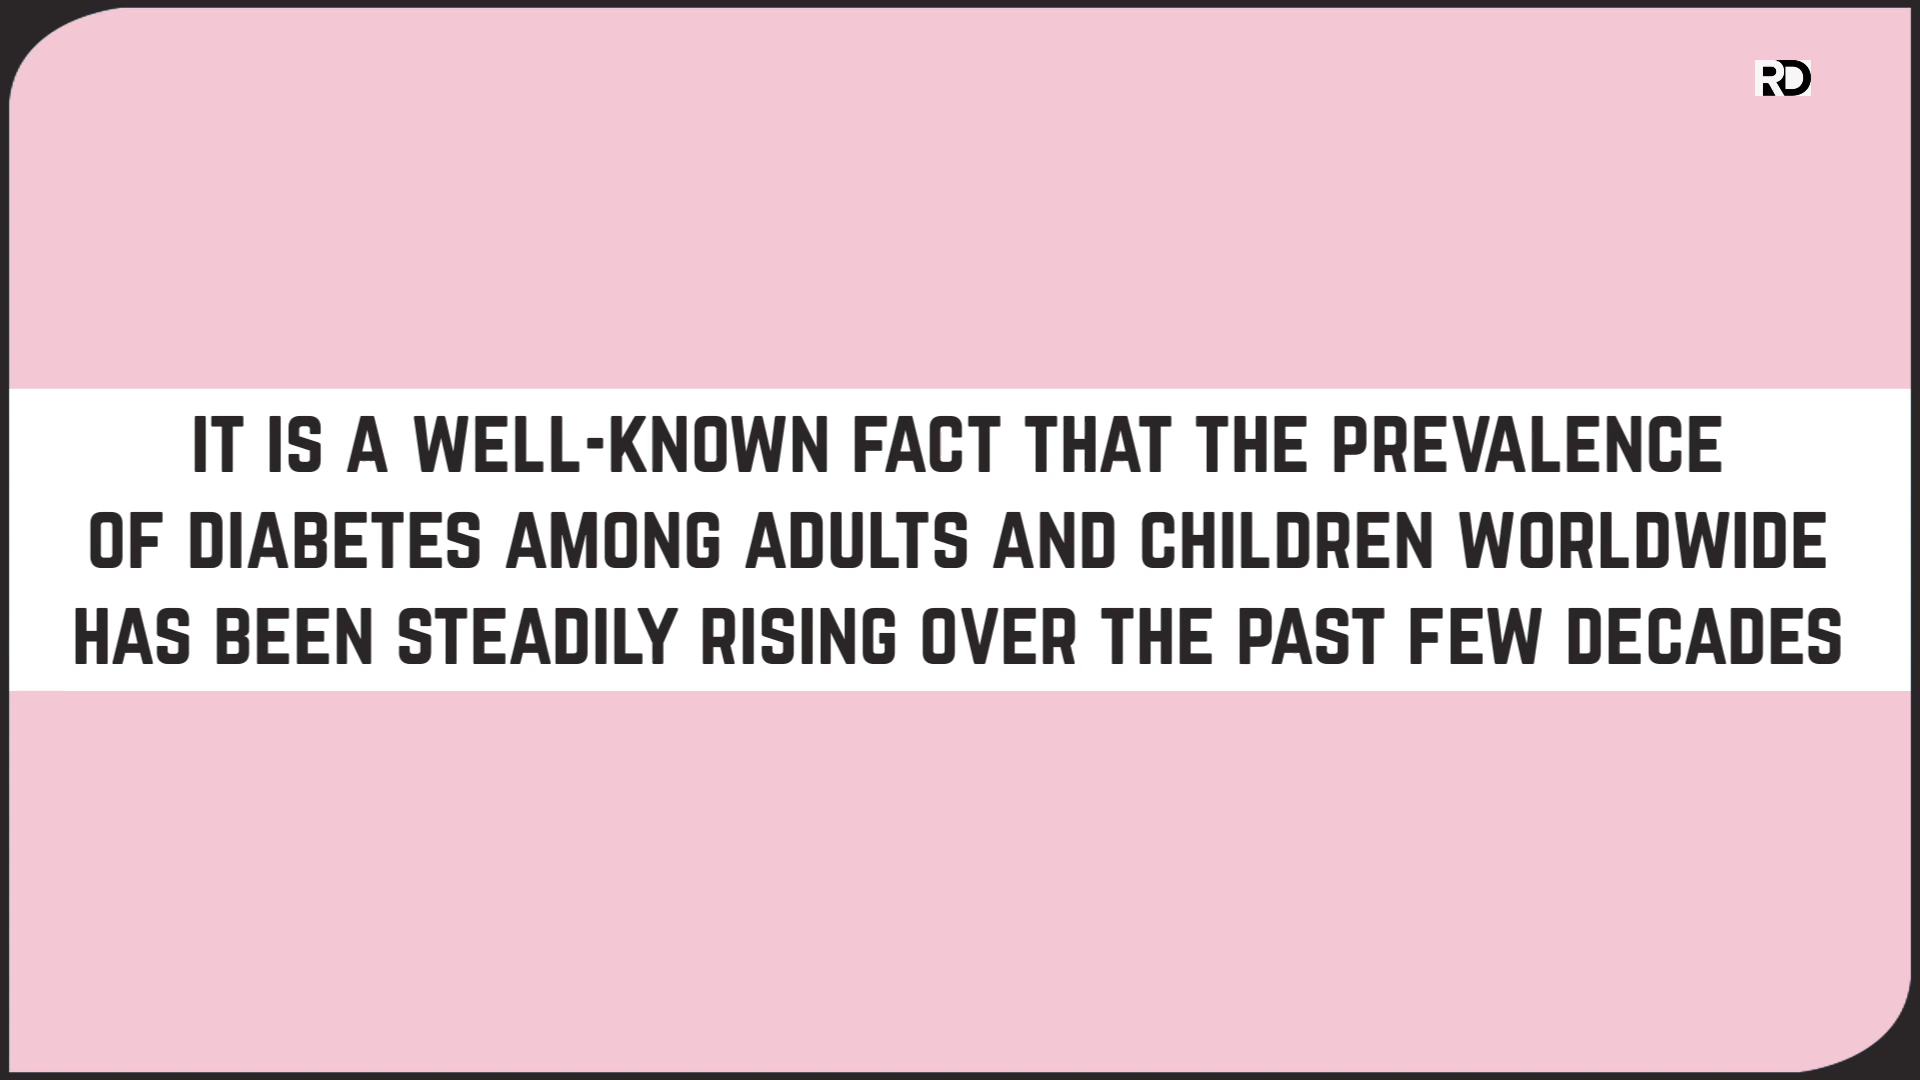 RD
IT IS A WELL-KNOWN FACT THAT THE PREVALENCE
OF DIABETES AMONG ADULTS AND CHILDREN WORLDWIDE
HAS BEEN STEADILY RISING OVER THE PAST FEW DECADES